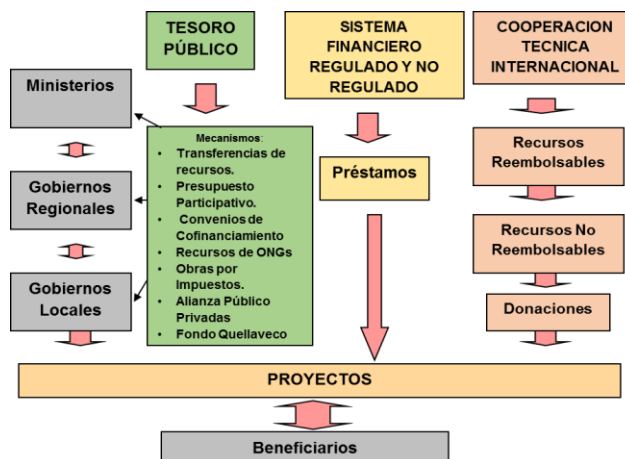 TESORO
PÚBLICO
SISTEMA
FINANCIERO
REGULADO Y NO
REGULADO
COOPERACION
TECNICA
INTERNACIONAL
Ministerios
Gobiernos
Regionales
Gobiernos
Locales
Mecanismos:
• Transferencias de
recursos.
• Presupuesto
Participativo.
• Convenios de
Cofinanciamiento
• Recursos de ONGs
• Obras por
Impuestos.
• Alianza Público
Privadas
• Fondo Quellaveco
Préstamos
Recursos
Reembolsables
Recursos No
Reembolsables
Donaciones
PROYECTOS
Beneficiarios